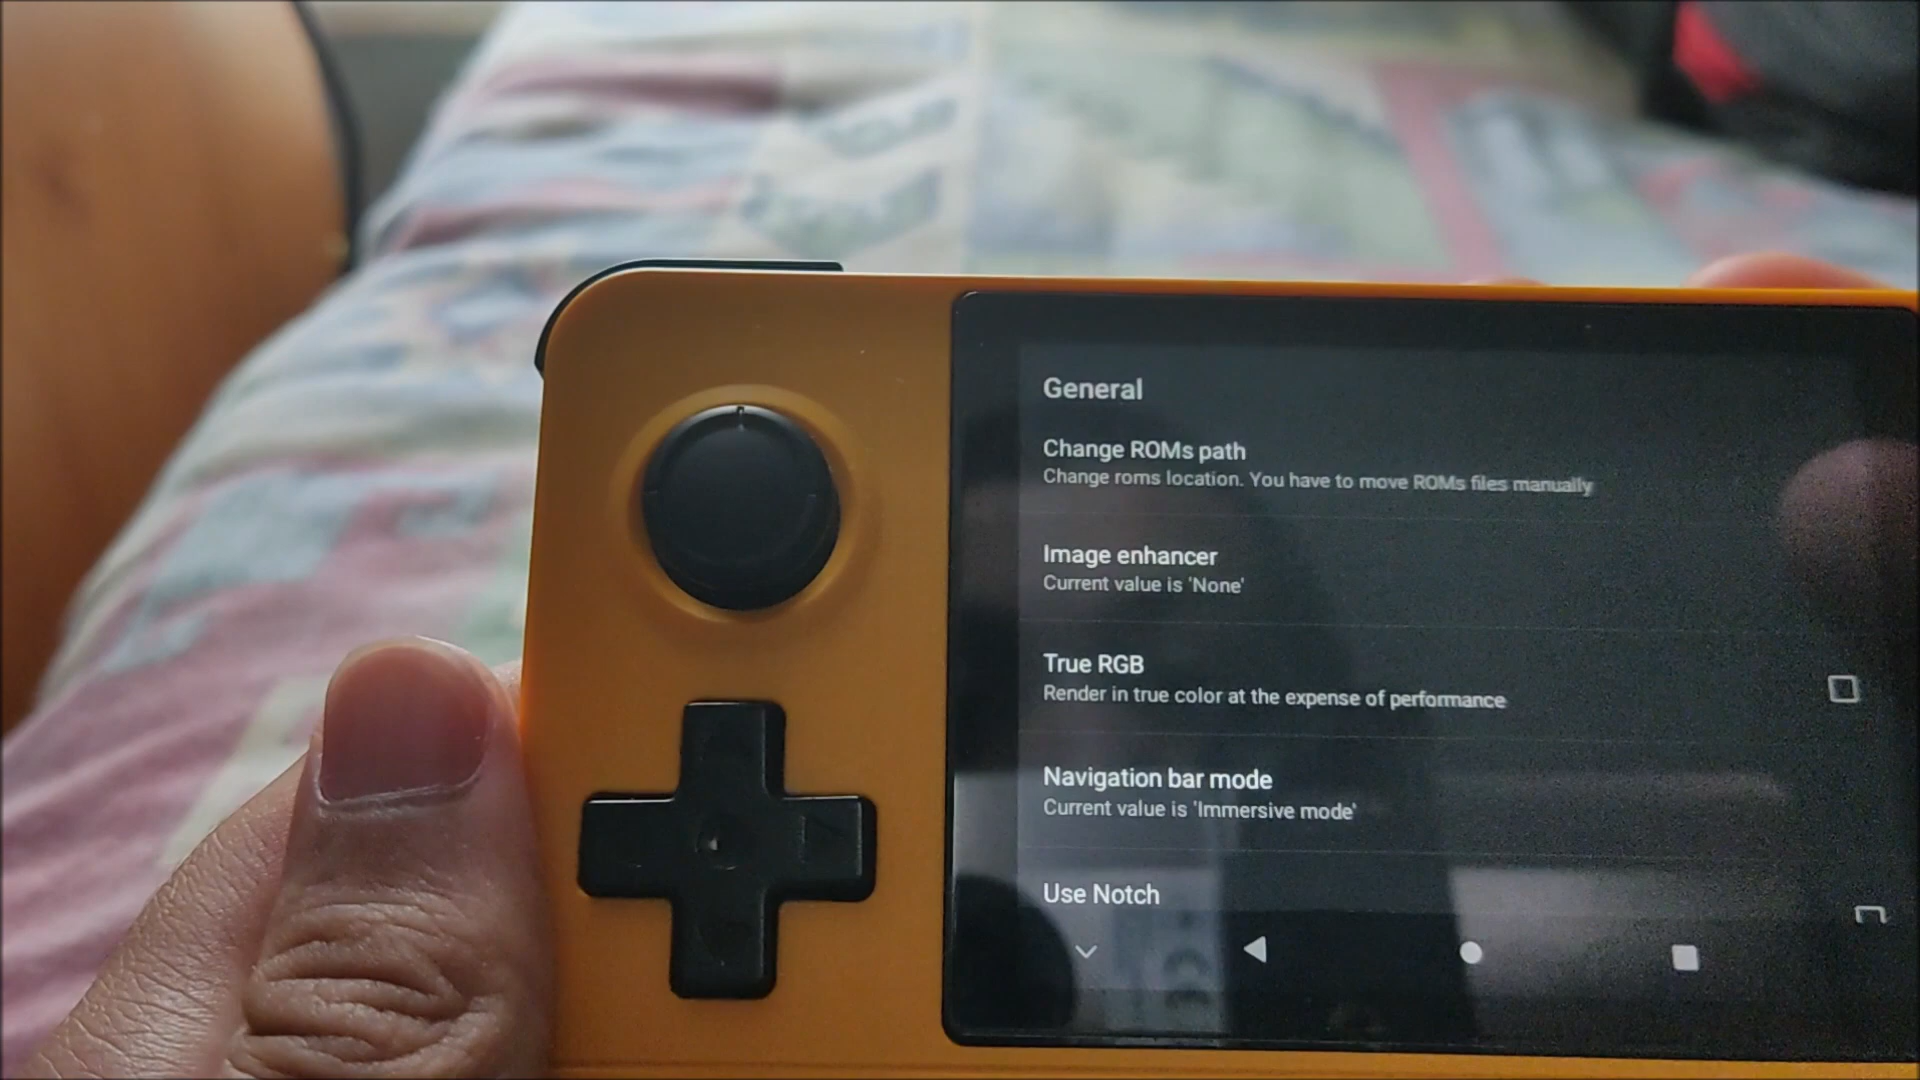 General
Change ROMs path
Change roms location. You have to move ROMs files manually
Image enhancer
Current value is 'None'
True RGB
Render in true color at the expense of performance
Navigation bar mode
Current value is 'Immersive mode'
Use Notch